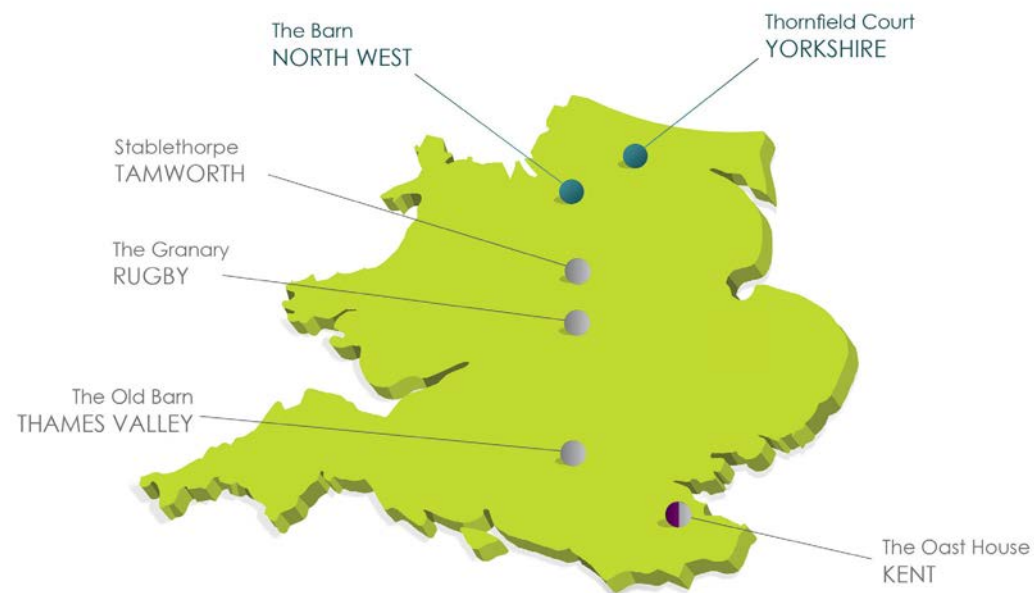 The Barn
NORTH WEST
Thornfield Court
YORKSHIRE
Stablethorpe
TAMWORTH
The Granary
RUGBY
The Old Barn
THAMES VALLEY
The Oast House
KENT